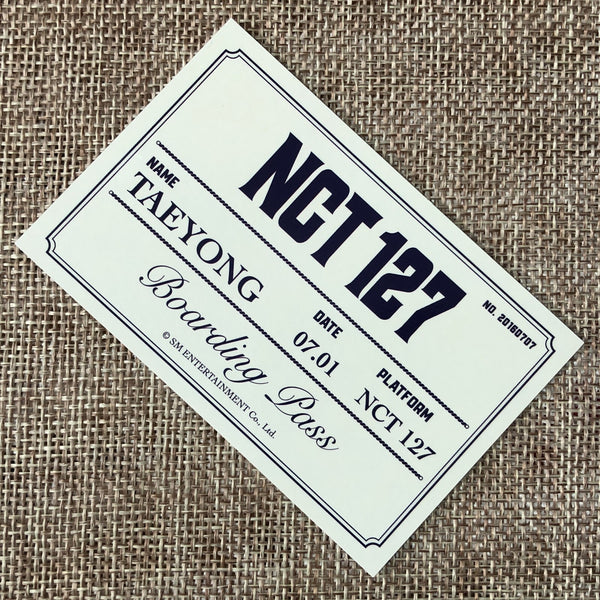 NCT 127
NO. 20160707
NAME
TAEYONG
DATE
07.01
PLATFORM
NCT 127
Boarding Pass
© SM ENTERTAINMENT Co., Ltd.